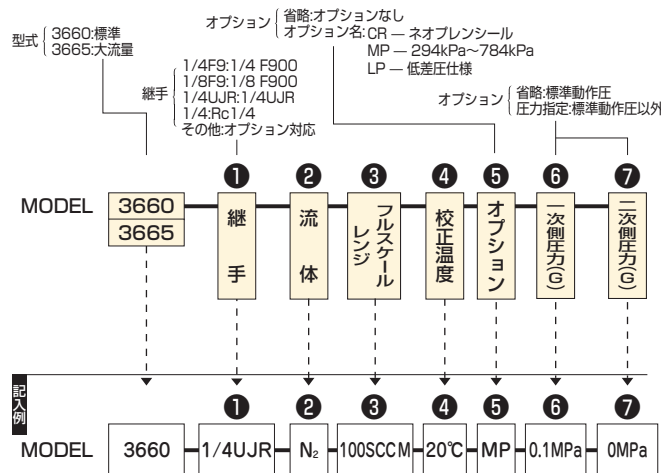 型式 3660:標準
3665:大流量
継手 1/4F9:1/4 F900
1/8F9:1/8 F900
1/4UJR:1/4UJR
1/4:Rc1/4
その他:オプション対応
オプション 省略:オプションなし
オプション名:CR ― ネオプレンシール
MP ― 294kPa~784kPa
LP ― 低差圧仕様
オプション 省略:標準動作圧
圧力指定:標準動作圧以外
❶ ❷ ❸ ❹ ❺ ❻ ❼
MODEL 3660
3665
継手
流体
フルスケール
レンジ
校正温度
オプション
一次側圧力(G)
二次側圧力(G)
記入例
❶ ❷ ❸ ❹ ❺ ❻ ❼
MODEL 3660 1/4UJR N₂ 100SCCM 20℃ MP 0.1MPa 0MPa